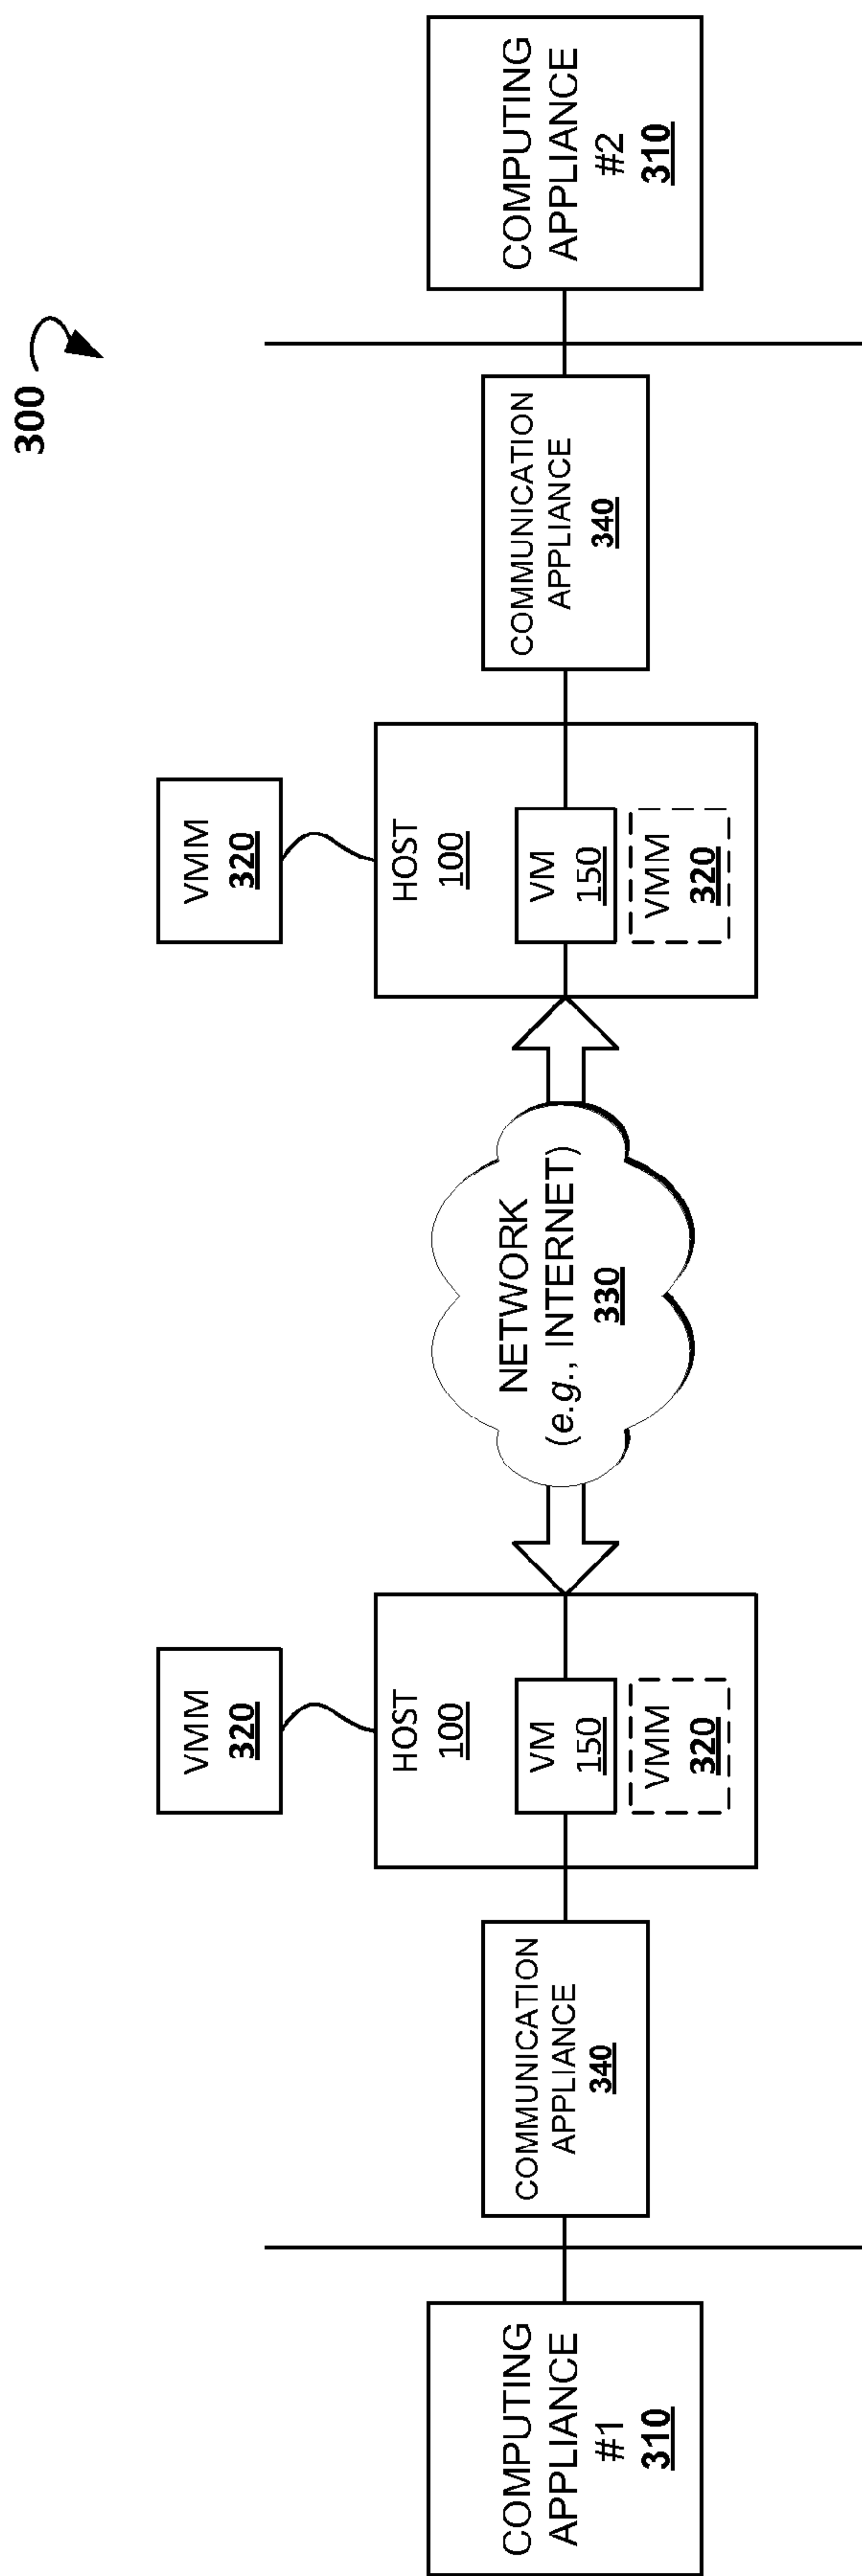 300
COMPUTING
APPLIANCE
#1
310
COMMUNICATION
APPLIANCE
340
VMM
320
HOST
100
VM
150
VMM
320
NETWORK
(e.g., INTERNET)
330
VMM
320
HOST
100
VM
150
VMM
320
COMMUNICATION
APPLIANCE
340
COMPUTING
APPLIANCE
#2
310